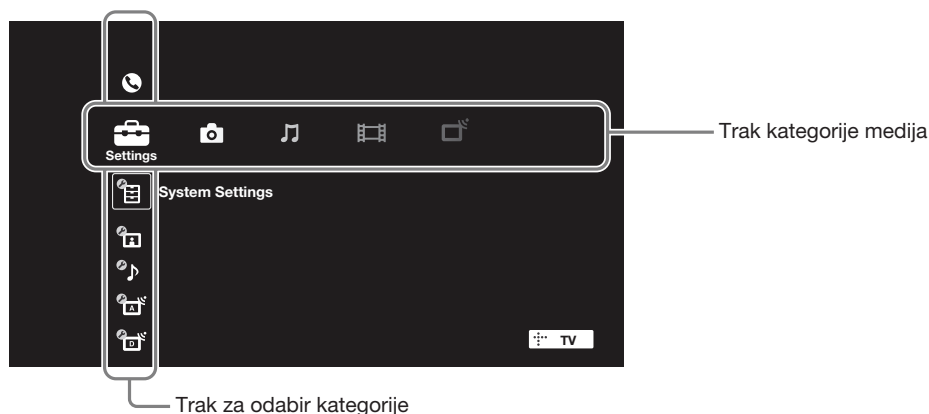 Trak kategorije medija
Settings
System Settings
A
D
TV
Trak za odabir kategorije